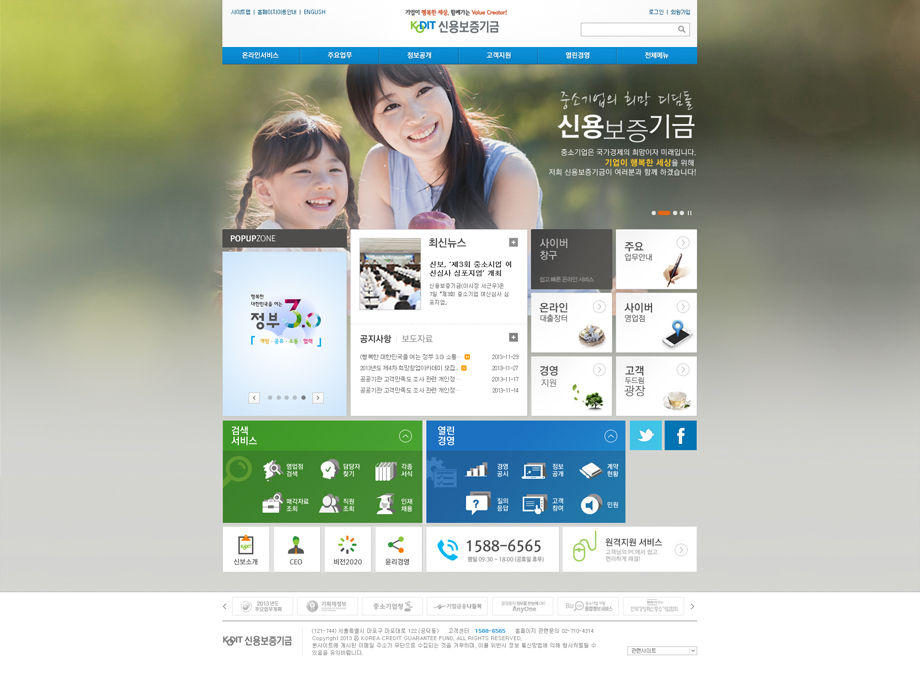 사이트맵 | 홈페이지이용안내 | ENGLISH
기업이 행복한 세상, 함께가는 Value Creator!
KODIT 신용보증기금
로그인 | 회원가입
온라인서비스 주요업무 정보공개 고객지원 열린경영 전체메뉴
중소기업의 희망 디딤돌
신용보증기금
중소기업은 국가경제의 희망이자 미래입니다.
기업이 행복한 세상을 위해
저희 신용보증기금이 여러분과 함께 하겠습니다!
POPUPZONE
행복한
대한민국을 여는
정부 3.0
개방·공유·소통·협력
최신뉴스
신보, '제3회 중소시업 여
신심사 심포지엄' 개최
신용보증기금(이사장 서근우)은
7일 "제3회 중소기업 여신심사 심
포지엄,
공지사항 | 보도자료
(행복한 대한민국을 여는 정부 3.0) 소통… 2013-11-29
2013년도 제4차 희망창업아카데미 모집.. 2013-11-27
공공기관 고객만족도 조사 관련 개인정… 2013-11-17
공공기관 고객만족도 조사 관련 개인정… 2013-11-14
사이버
창구
쉽고 빠른 온라인 서비스
주요
업무안내
온라인
대출장터
사이버
영업점
경영
지원
고객
두드림
광장
검색
서비스
영업점
검색
담당자
찾기
각종
서식
매각자료
조회
직원
조회
인재
채용
열린
경영
경영
공시
정보
공개
계약
현황
질의
응답
고객
참여
민원
신보소개
CEO
비전2020
윤리경영
1588-6565
평일 09:30 ~ 18:00 (공휴일 휴무)
원격지원 서비스
고객님의 PC에서 쉽고
편리하게 해결!
2013년도
주요업무계획
기획재정부
중소기업청
기업금융나들목
AnyOne
KODIT 신용보증기금
(121-744) 서울특별시 마포구 마포대로 122 (공덕동) 고객센터 : 1588-6565 홈페이지 관련문의 02-710-4314
Copyright 2013 ⓒ KOREA CREDIT GUARANTEE FUND, ALL RIGHTS RESERVED.
본사이트에 게시된 이메일 주소가 무단으로 수집되는 것을 거부하며, 이를 위반시 정보 통신망법에 의해 형사처벌될 수
있음을 유의바랍니다.
관련사이트